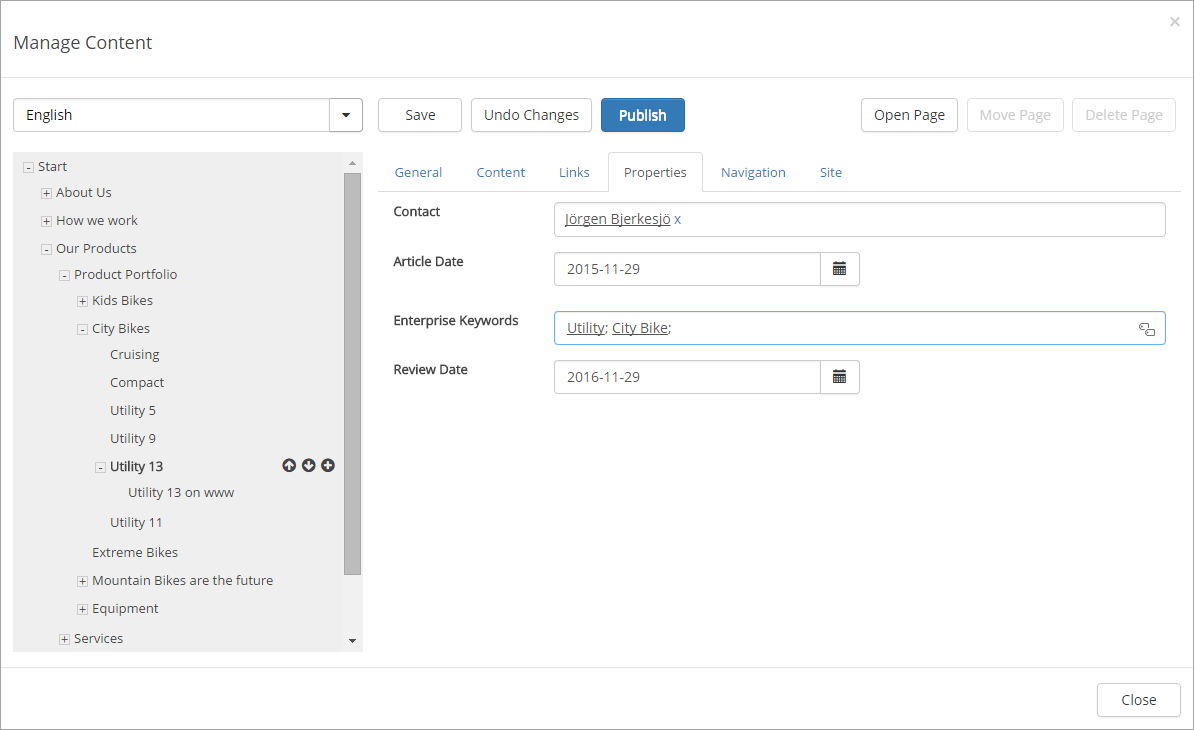 ×
Manage Content
English
Save
Undo Changes
Publish
Open Page
Move Page
Delete Page
Start
About Us
How we work
Our Products
Product Portfolio
Kids Bikes
City Bikes
Cruising
Compact
Utility 5
Utility 9
Utility 13
Utility 13 on www
Utility 11
Extreme Bikes
Mountain Bikes are the future
Equipment
Services
General
Content
Links
Properties
Navigation
Site
Contact
Jörgen Bjerkesjö x
Article Date
2015-11-29
Enterprise Keywords
Utility; City Bike;
Review Date
2016-11-29
Close